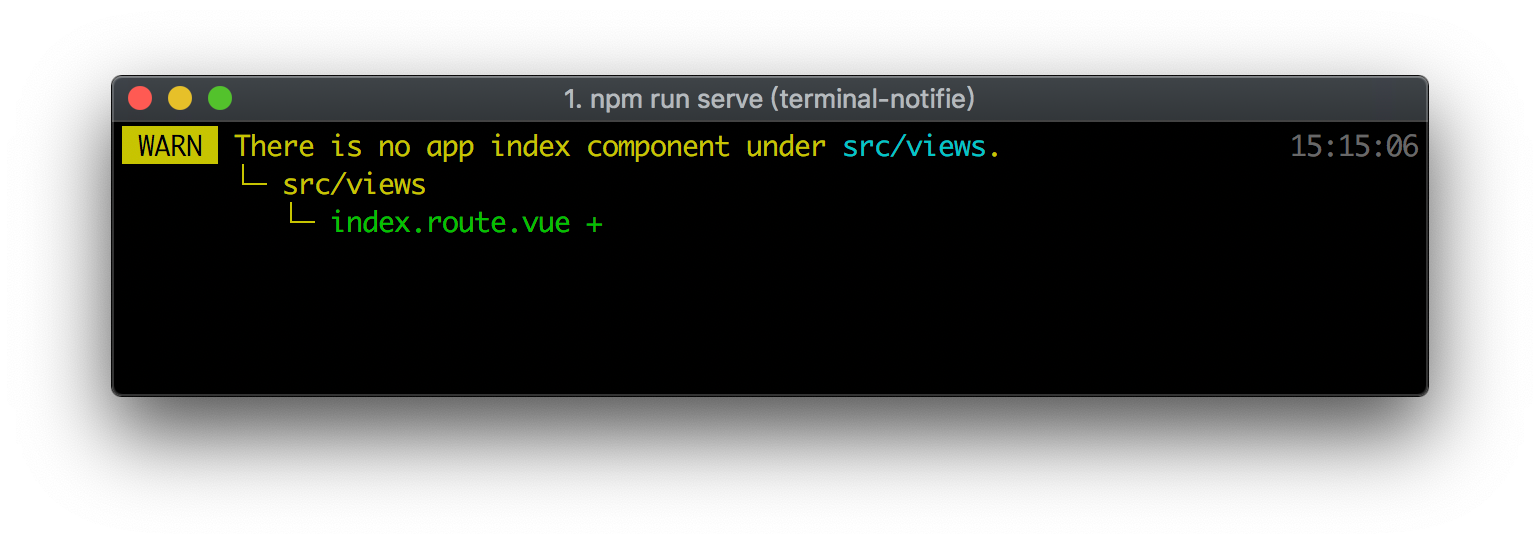 1. npm run serve (terminal-notifie)
WARN There is no app index component under src/views. 15:15:06
└─ src/views
└─ index.route.vue +